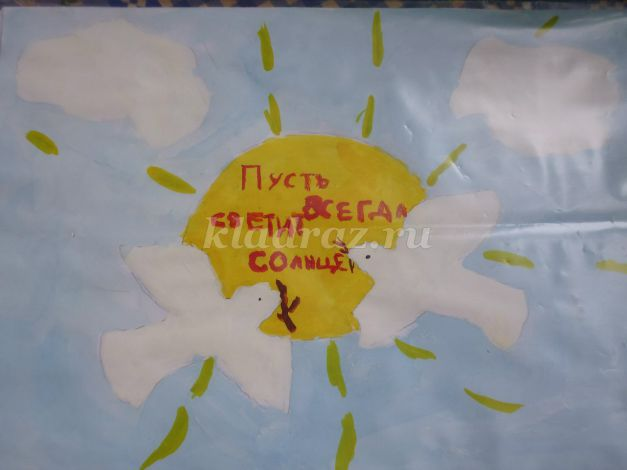 Пусть
всегда
светит
солнце
kladraz.ru